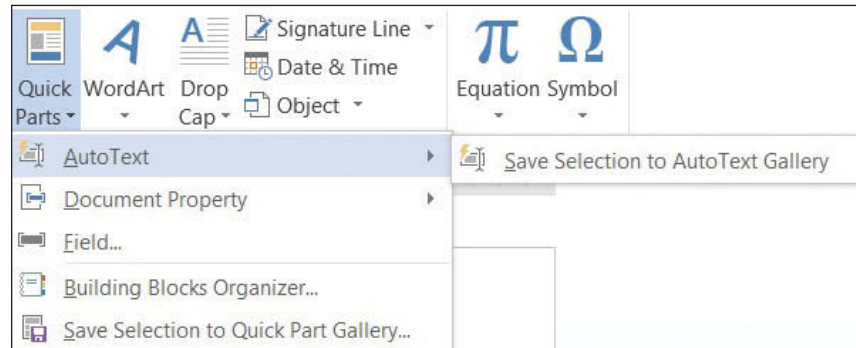 Quick Parts
WordArt
Drop Cap
Signature Line
Date & Time
Object
Equation
Symbol
AutoText
Save Selection to AutoText Gallery
Document Property
Field...
Building Blocks Organizer...
Save Selection to Quick Part Gallery...